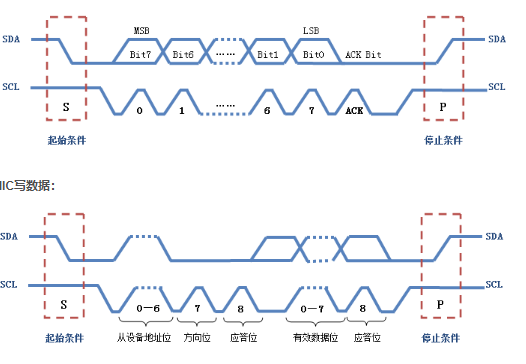 MSB LSB
SDA Bit7 Bit6 …… Bit1 Bit0 ACK Bit SDA
SCL SCL
S 0 1 …… 6 7 ACK P
起始条件 停止条件
IIC写数据:
SDA SDA
SCL SCL
S 0—6 7 8 0—7 8 P
起始条件 从设备地址位 方向位 应答位 有效数据位 应答位 停止条件